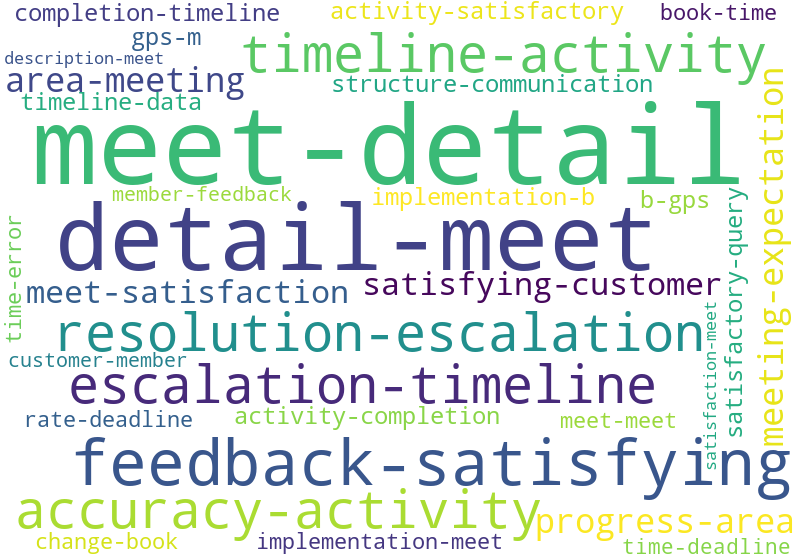 completion-timeline
activity-satisfactory
book-time
gps-m
timeline-activity
description-meet
area-meeting
structure-communication
timeline-data
meet-detail
meeting-expectation
member-feedback
implementation-b
b-gps
detail-meet
satisfactory-query
time-error
meet-satisfaction
satisfying-customer
resolution-escalation
satisfaction-meet
customer-member
escalation-timeline
rate-deadline
activity-completion
meet-meet
feedback-satisfying
accuracy-activity
progress-area
change-book
implementation-meet
time-deadline